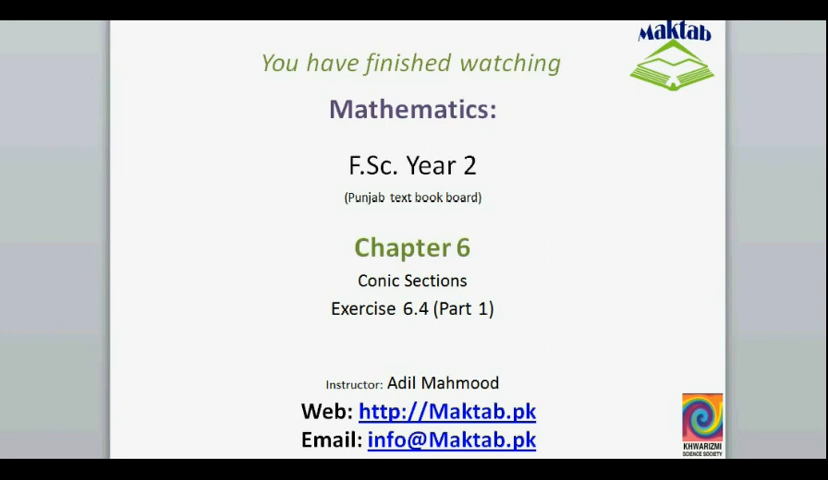 Maktab
You have finished watching
Mathematics:
F.Sc. Year 2
(Punjab text book board)
Chapter 6
Conic Sections
Exercise 6.4 (Part 1)
Instructor: Adil Mahmood
Web: http://Maktab.pk
Email: info@Maktab.pk
KHWARIZMI
SCIENCE SOCIETY